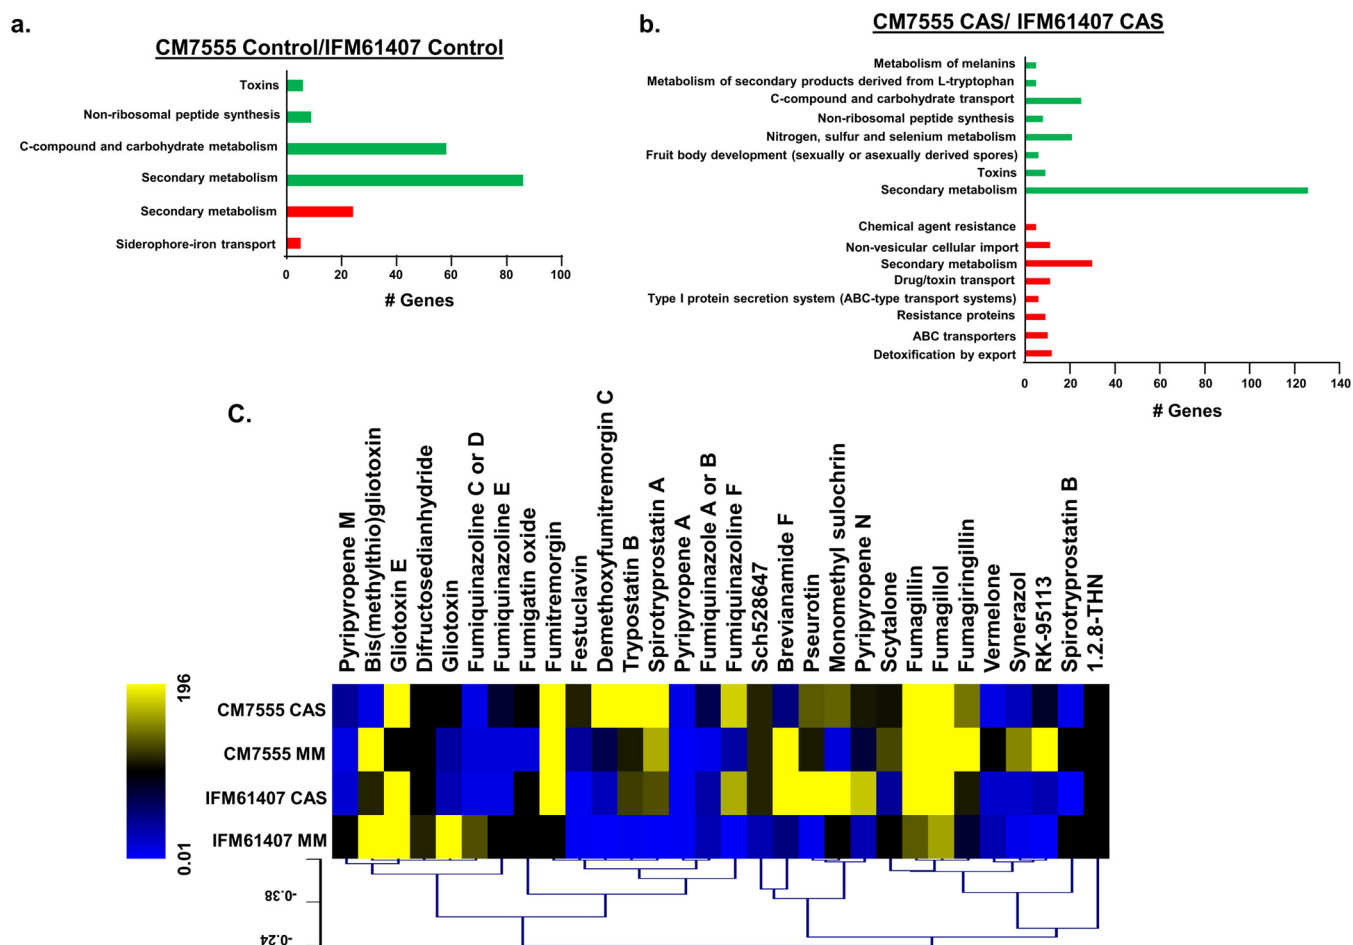 a.
CM7555 Control/IFM61407 Control
Toxins
Non-ribosomal peptide synthesis
C-compound and carbohydrate metabolism
Secondary metabolism
Secondary metabolism
Siderophore-iron transport
0 20 40 60 80 100
# Genes
b.
CM7555 CAS/ IFM61407 CAS
Metabolism of melanins
Metabolism of secondary products derived from L-tryptophan
C-compound and carbohydrate transport
Non-ribosomal peptide synthesis
Nitrogen, sulfur and selenium metabolism
Fruit body development (sexually or asexually derived spores)
Toxins
Secondary metabolism
Chemical agent resistance
Non-vesicular cellular import
Secondary metabolism
Drug/toxin transport
Type I protein secretion system (ABC-type transport systems)
Resistance proteins
ABC transporters
Detoxification by export
0 20 40 60 80 100 120 140
# Genes
C.
Pyripyropene M
Bis(methylthio)gliotoxin
Gliotoxin E
Difructosedianhydride
Gliotoxin
Fumiquinazoline C or D
Fumiquinazoline E
Fumigatin oxide
Fumitremorgin
Festuclavin
Demethoxyfumitremorgin C
Trypostatin B
Spirotryprostatin A
Pyripyropene A
Fumiquinazole A or B
Fumiquinazoline F
Sch528647
Brevianamide F
Pseurotin
Monomethyl sulochrin
Pyripyropene N
Scytalone
Fumagillin
Fumagillol
Fumagiringillin
Vermelone
Synerazol
RK-95113
Spirotryprostatin B
1.2.8-THN
196
0.01
CM7555 CAS
CM7555 MM
IFM61407 CAS
IFM61407 MM
-0.38
-0.24